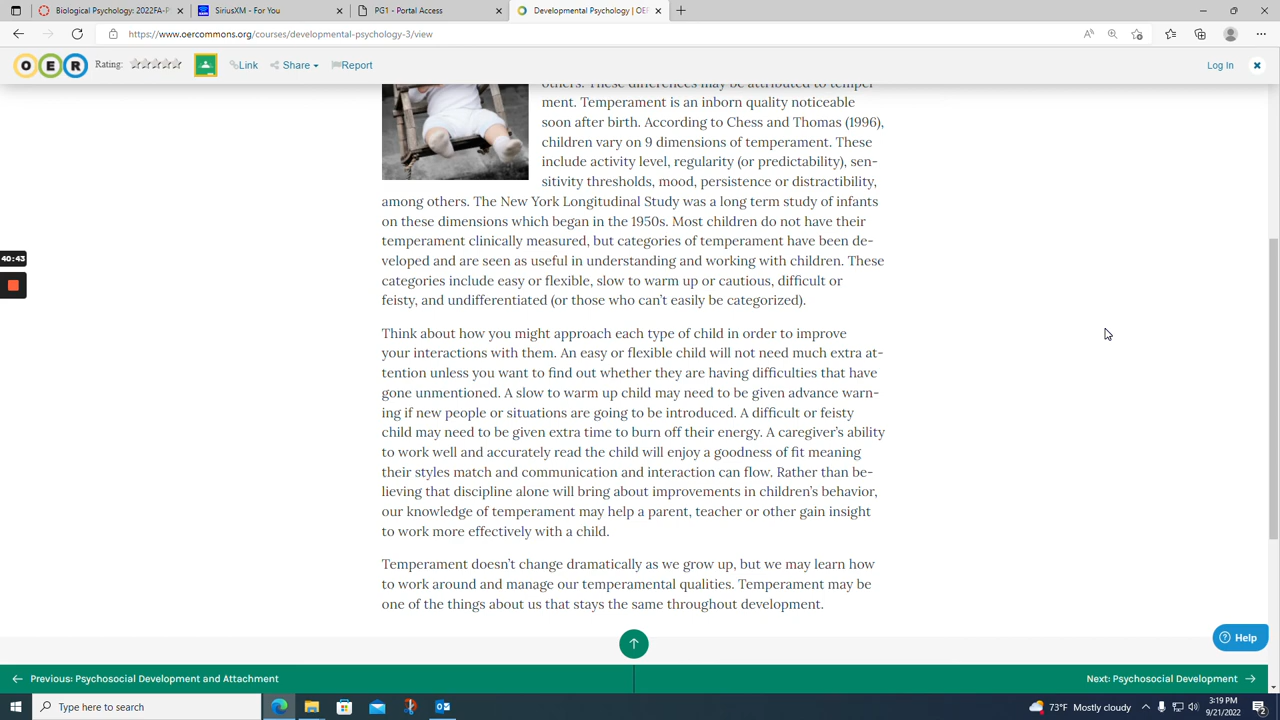 Biological Psychology: 2022FA-P
SiriusXM - For You
PG1 - Portal Access
Developmental Psychology | OEF
https://www.oercommons.org/courses/developmental-psychology-3/view
OER Rating: Link Share Report Log In
others. These differences may be attributed to temper-
ment. Temperament is an inborn quality noticeable
soon after birth. According to Chess and Thomas (1996),
children vary on 9 dimensions of temperament. These
include activity level, regularity (or predictability), sen-
sitivity thresholds, mood, persistence or distractibility,
among others. The New York Longitudinal Study was a long term study of infants
on these dimensions which began in the 1950s. Most children do not have their
temperament clinically measured, but categories of temperament have been de-
veloped and are seen as useful in understanding and working with children. These
categories include easy or flexible, slow to warm up or cautious, difficult or
feisty, and undifferentiated (or those who can't easily be categorized).
40:43
Think about how you might approach each type of child in order to improve
your interactions with them. An easy or flexible child will not need much extra at-
tention unless you want to find out whether they are having difficulties that have
gone unmentioned. A slow to warm up child may need to be given advance warn-
ing if new people or situations are going to be introduced. A difficult or feisty
child may need to be given extra time to burn off their energy. A caregiver's ability
to work well and accurately read the child will enjoy a goodness of fit meaning
their styles match and communication and interaction can flow. Rather than be-
lieving that discipline alone will bring about improvements in children's behavior,
our knowledge of temperament may help a parent, teacher or other gain insight
to work more effectively with a child.
Temperament doesn't change dramatically as we grow up, but we may learn how
to work around and manage our temperamental qualities. Temperament may be
one of the things about us that stays the same throughout development.
Help
Previous: Psychosocial Development and Attachment
Next: Psychosocial Development
Type here to search
73°F Mostly cloudy
3:19 PM
9/21/2022
2